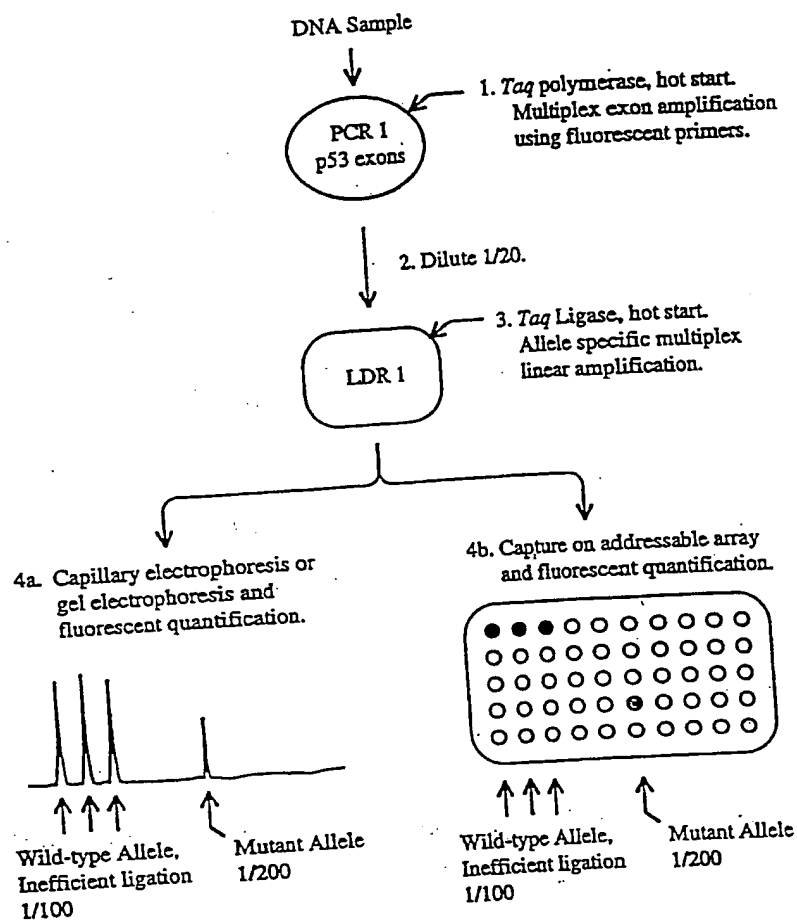 DNA Sample
1. Taq polymerase, hot start.
Multiplex exon amplification
using fluorescent primers.
PCR 1
p53 exons
2. Dilute 1/20.
3. Taq Ligase, hot start.
Allele specific multiplex
linear amplification.
LDR 1
4a. Capillary electrophoresis or
gel electrophoresis and
fluorescent quantification.
4b. Capture on addressable array
and fluorescent quantification.
Wild-type Allele,
Inefficient ligation
1/100
Mutant Allele
1/200
Wild-type Allele,
Inefficient ligation
1/100
Mutant Allele
1/200